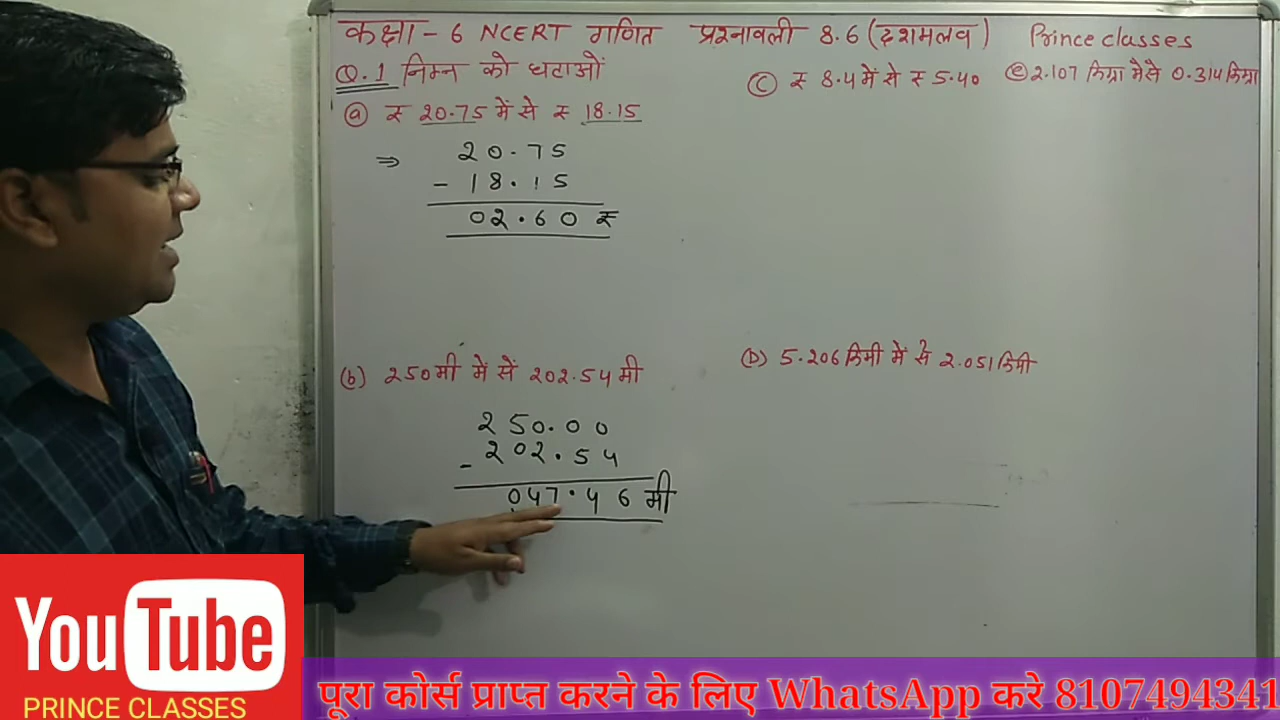 कक्षा - 6 NCERT गणित प्रश्नावली 8.6 (दशमलव) Prince classes
Q.1 निम्न को घटाओं
ⓐ ₹ 20.75 में से ₹ 18.15
⇒ 20.75
- 18.15
02.60 ₹
(b) 250मी में सें 202.54 मी
250.00
- 202.54
047.46 मी
Ⓒ ₹ 8.4 में से ₹ 5.40
ⓔ 2.107 किग्रा मैसे 0.314 किग्रा
(D) 5.206 किमी में से 2.051 किमी
YouTube
PRINCE CLASSES
पूरा कोर्स प्राप्त करने के लिए WhatsApp करे 8107494341